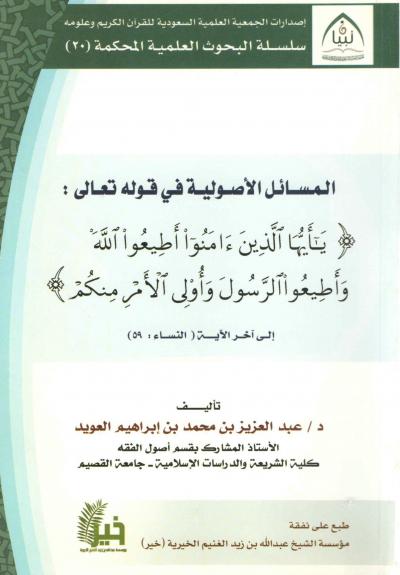 إصدارات الجمعية العلمية السعودية للقرآن الكريم وعلومه
سلسلة البحوث العلمية المحكمة (٢٠)
تبيان
المسائل الأصولية في قوله تعالى :
﴿ يَـٰٓأَيُّهَا ٱلَّذِينَ ءَامَنُوٓا۟ أَطِيعُوا۟ ٱللَّهَ
وَأَطِيعُوا۟ ٱلرَّسُولَ وَأُو۟لِى ٱلْأَمْرِ مِنكُمْ ﴾
إلى آخر الآية ( النساء : ٥٩)
تأليف
د/ عبد العزيز بن محمد بن إبراهيم العويد
الأستاذ المشارك بقسم أصول الفقه
كلية الشريعة والدراسات الإسلامية - جامعة القصيم
طبع على نفقة
مؤسسة الشيخ عبدالله بن زيد الغنيم الخيرية (خير)
خير